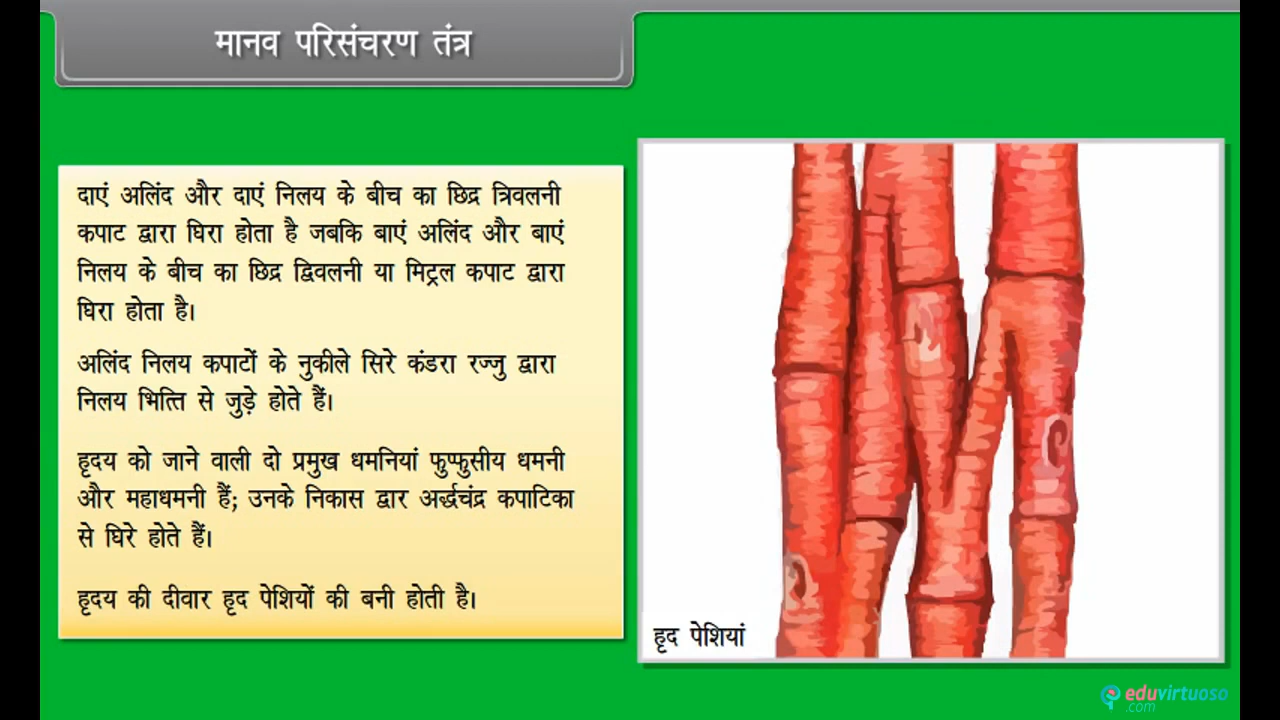 मानव परिसंचरण तंत्र
दाएं अलिंद और दाएं निलय के बीच का छिद्र त्रिवलनी
कपाट द्वारा घिरा होता है जबकि बाएं अलिंद और बाएं
निलय के बीच का छिद्र द्विवलनी या मिट्रल कपाट द्वारा
घिरा होता है।
अलिंद निलय कपाटों के नुकीले सिरे कंडरा रज्जु द्वारा
निलय भित्ति से जुड़े होते हैं।
हृदय को जाने वाली दो प्रमुख धमनियां फुप्फुसीय धमनी
और महाधमनी हैं; उनके निकास द्वार अर्द्धचंद्र कपाटिका
से घिरे होते हैं।
हृदय की दीवार हृद पेशियों की बनी होती है।
हृद पेशियां
eduvirtuoso
.com